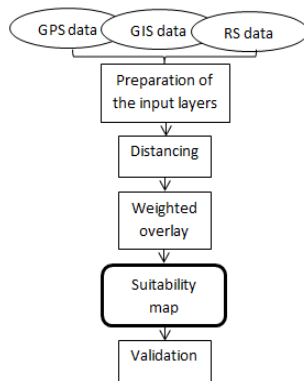 GPS data
GIS data
RS data
Preparation of
the input layers
Distancing
Weighted
overlay
Suitability
map
Validation